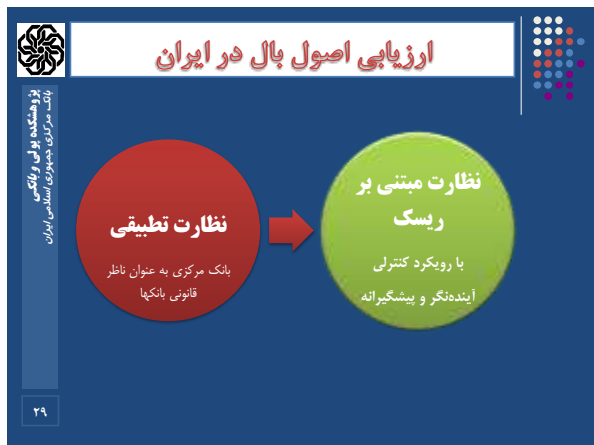 ارزیابی اصول بال در ایران
پژوهشکده پولی و بانکی
بانک مرکزی جمهوری اسلامی ایران
نظارت تطبیقی
بانک مرکزی به عنوان ناظر
قانونی بانکها
نظارت مبتنی بر
ریسک
با رویکرد کنترلی
آینده‌نگر و پیشگیرانه
۲۹